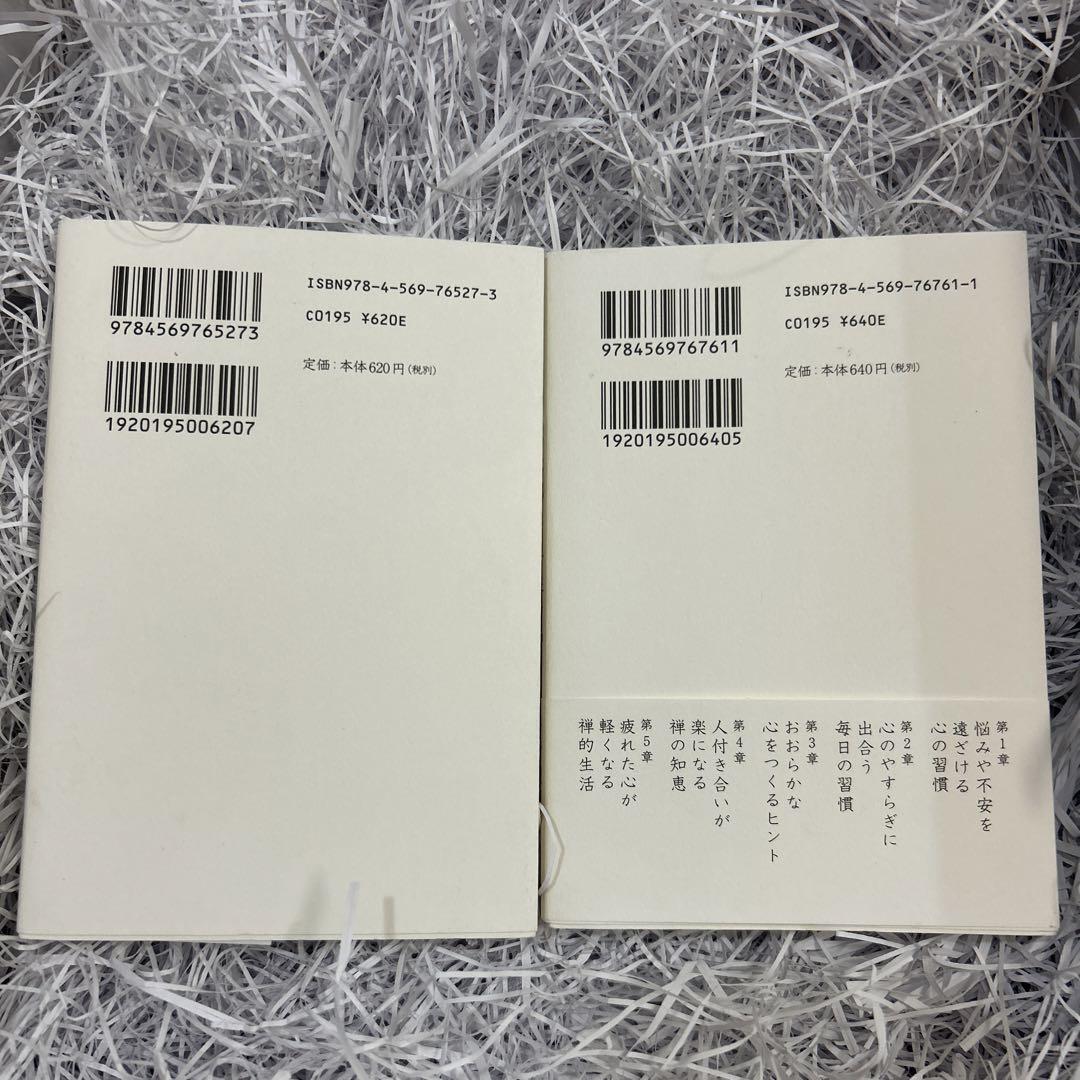 ISBN978-4-569-76527-3
C0195 ¥620E
定価：本体620円（税別）
9784569765273
1920195006207
ISBN978-4-569-76761-1
C0195 ¥640E
定価：本体640円（税別）
9784569767611
1920195006405
第1章
悩みや不安を
遠ざける
心の習慣
第2章
心のやすらぎに
出合う
毎日の習慣
第3章
おおらかな
心をつくるヒント
第4章
人付き合いが
楽になる
禅の知恵
第5章
疲れた心が
軽くなる
禅的生活